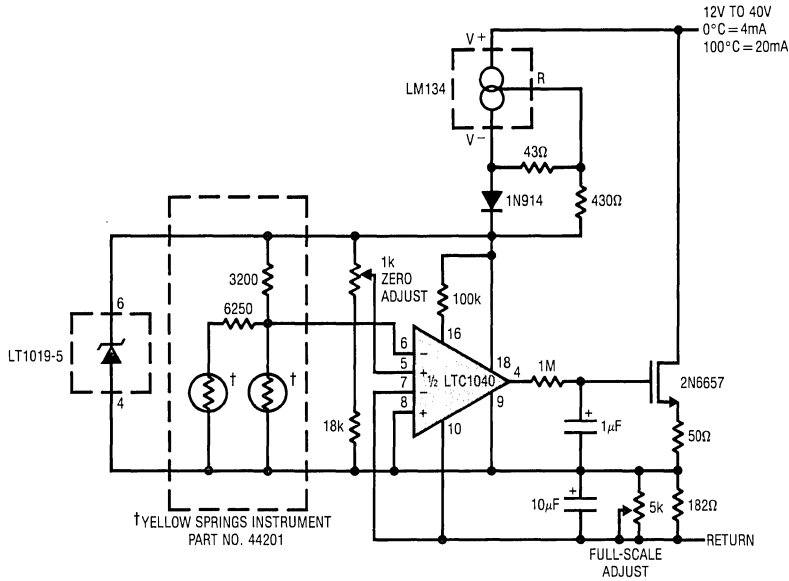 12V TO 40V
0°C = 4mA
100°C = 20mA
V+
LM134
R
V−
43Ω
1N914
430Ω
3200
1k
ZERO
ADJUST
6250
100k
6
16
LT1019-5
†
†
6
−
5
+
7
−
8
+
½ LTC1040
18
4
9
10
1M
2N6657
4
18k
+
1μF
50Ω
+
10μF
5k
182Ω
†YELLOW SPRINGS INSTRUMENT
PART NO. 44201
RETURN
FULL-SCALE
ADJUST